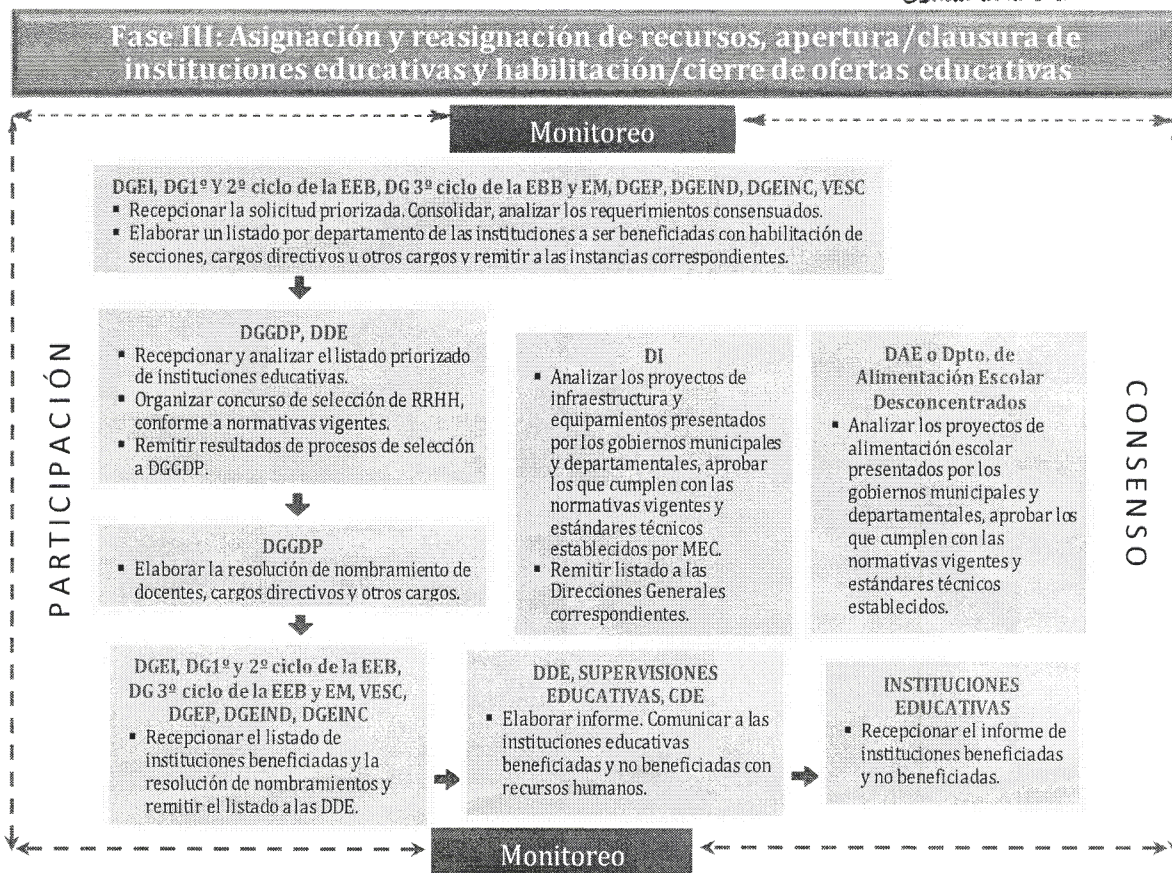 Fase III: Asignación y reasignación de recursos, apertura/clausura de
instituciones educativas y habilitación/cierre de ofertas educativas
Monitoreo
PARTICIPACIÓN
DGEI, DG1º Y 2º ciclo de la EEB, DG 3º ciclo de la EBB y EM, DGEP, DGEIND, DGEINC, VESC
▪ Recepcionar la solicitud priorizada. Consolidar, analizar los requerimientos consensuados.
▪ Elaborar un listado por departamento de las instituciones a ser beneficiadas con habilitación de
secciones, cargos directivos u otros cargos y remitir a las instancias correspondientes.
DGGDP, DDE
▪ Recepcionar y analizar el listado priorizado
de instituciones educativas.
▪ Organizar concurso de selección de RRHH,
conforme a normativas vigentes.
▪ Remitir resultados de procesos de selección
a DGGDP.
DGGDP
▪ Elaborar la resolución de nombramiento de
docentes, cargos directivos y otros cargos.
DI
▪ Analizar los proyectos de
infraestructura y
equipamientos presentados
por los gobiernos municipales
y departamentales, aprobar
los que cumplen con las
normativas vigentes y
estándares técnicos
establecidos por MEC.
▪ Remitir listado a las
Direcciones Generales
correspondientes.
DAE o Dpto. de
Alimentación Escolar
Desconcentrados
▪ Analizar los proyectos de
alimentación escolar
presentados por los
gobiernos municipales y
departamentales, aprobar los
que cumplen con las
normativas vigentes y
estándares técnicos
establecidos.
CONSENSO
DGEI, DG1º y 2º ciclo de la EEB,
DG 3º ciclo de la EEB y EM, VESC,
DGEP, DGEIND, DGEINC
▪ Recepcionar el listado de
instituciones beneficiadas y la
resolución de nombramientos y
remitir el listado a las DDE.
DDE, SUPERVISIONES
EDUCATIVAS, CDE
▪ Elaborar informe. Comunicar a las
instituciones educativas
beneficiadas y no beneficiadas con
recursos humanos.
INSTITUCIONES
EDUCATIVAS
▪ Recepcionar el informe de
instituciones beneficiadas
y no beneficiadas.
Monitoreo